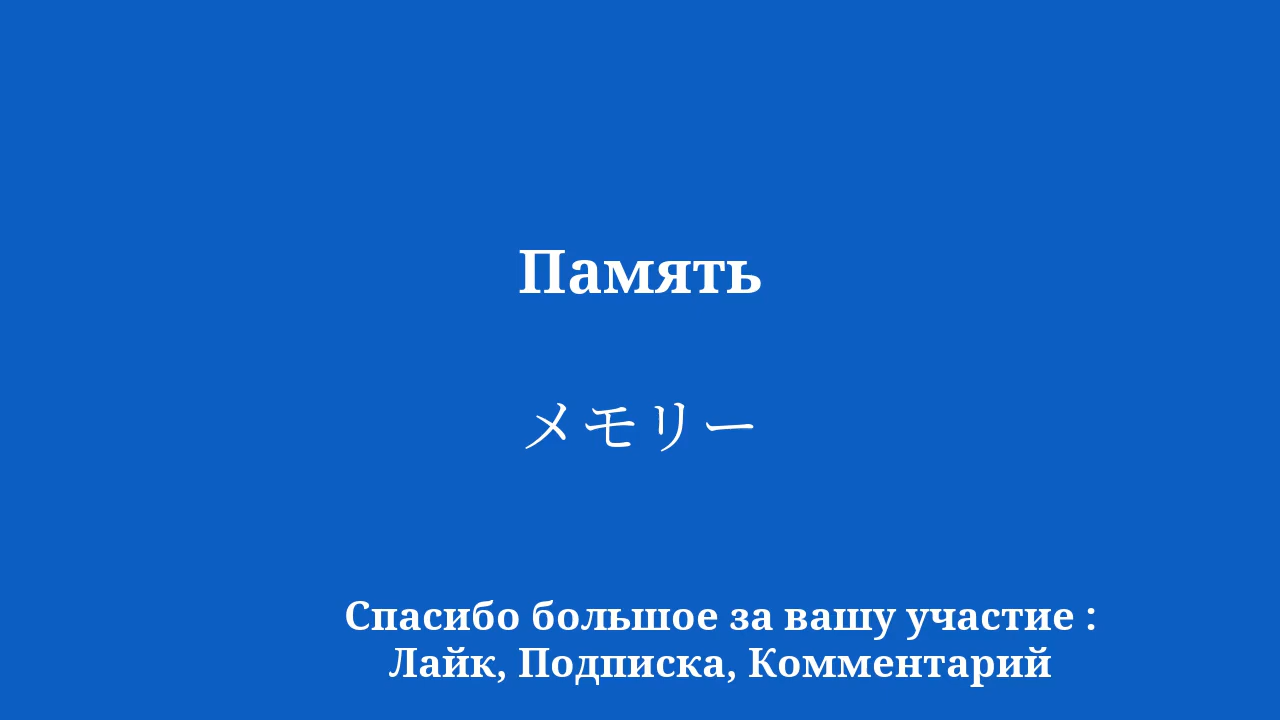 Память
メモリー
Спасибо большое за вашу участие :
Лайк, Подписка, Комментарий